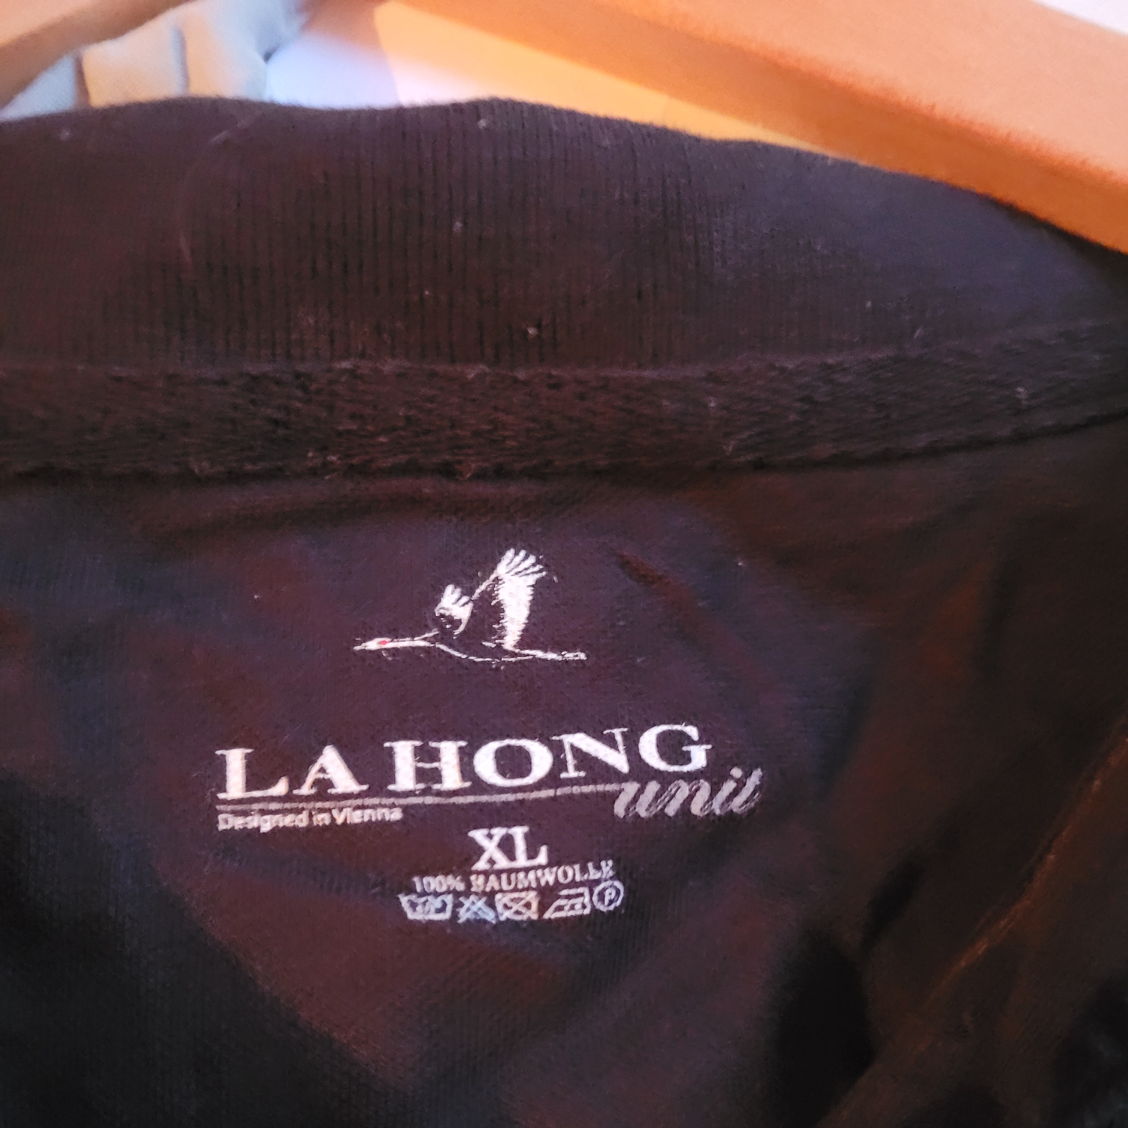 LA HONG
unit
Designed in Vienna
XL
100% BAUMWOLLE
P